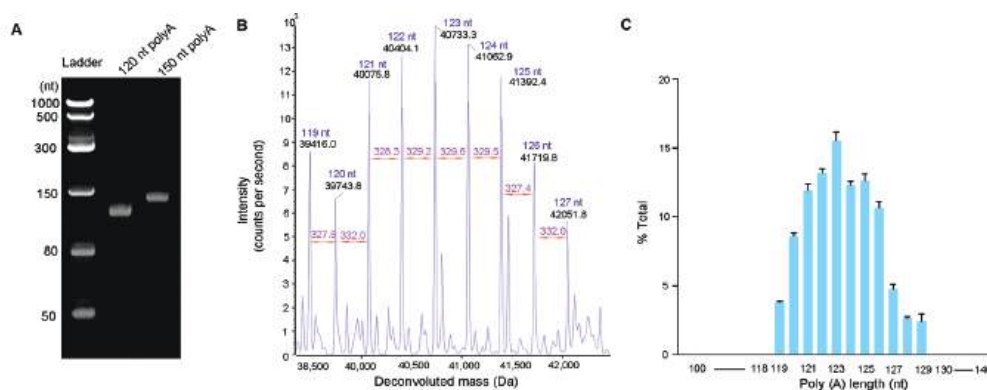 A
Ladder
120 nt polyA
150 nt polyA
(nt)
1000
500
300
150
80
50
B
10³
13
12
11
10
9
8
7
6
5
4
3
2
1
0
Intensity
(counts per second)
119 nt
39416.0
120 nt
39743.8
121 nt
40075.8
122 nt
40404.1
123 nt
40733.3
124 nt
41062.9
125 nt
41392.4
126 nt
41719.8
127 nt
42051.8
327.8
332.0
328.3
329.2
329.6
329.5
327.4
332.0
38,500
40,000
40,500
41,000
41,500
42,000
Deconvoluted mass (Da)
C
20
15
10
5
0
% Total
100
118
119
121
123
125
127
129
130
Poly (A) length (nt)